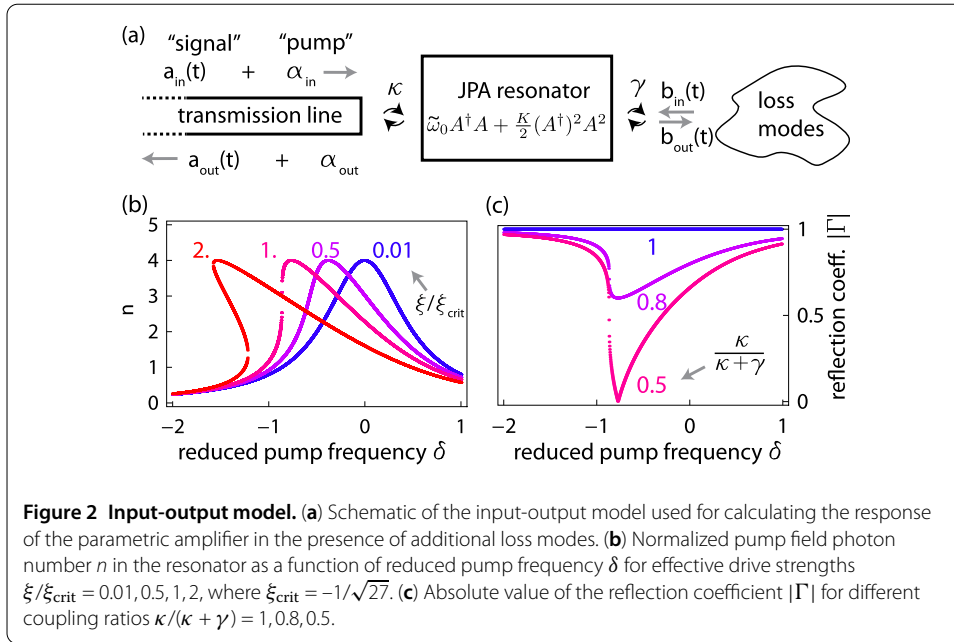 (a)
"signal" "pump"
a_in(t) + α_in
transmission line
a_out(t) + α_out
κ
JPA resonator
ω̃₀A†A + K/2 (A†)²A²
γ
b_in(t)
b_out(t)
loss
modes
(b)
5
4
3
2
1
0
n
2.
1.
0.5
0.01
ξ/ξ_crit
−2
−1
0
1
reduced pump frequency δ
(c)
1
0.8
0.5
κ/(κ+γ)
1
0.5
0
reflection coeff. |Γ|
−2
−1
0
1
reduced pump frequency δ
Figure 2 Input-output model. (a) Schematic of the input-output model used for calculating the response
of the parametric amplifier in the presence of additional loss modes. (b) Normalized pump field photon
number n in the resonator as a function of reduced pump frequency δ for effective drive strengths
ξ/ξ_crit = 0.01, 0.5, 1, 2, where ξ_crit = −1/√27. (c) Absolute value of the reflection coefficient |Γ| for different
coupling ratios κ/(κ + γ) = 1, 0.8, 0.5.